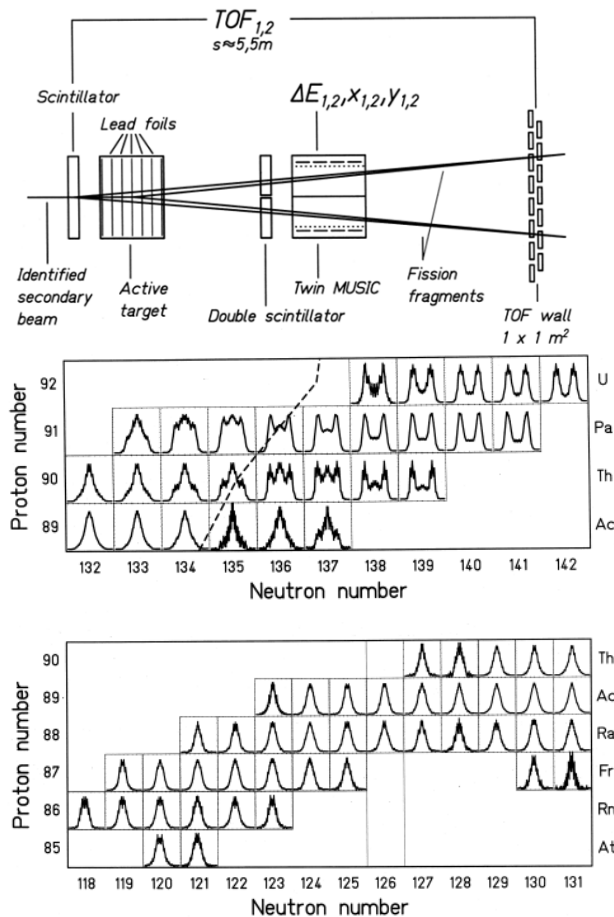 TOF1,2
s≈5,5m
Scintillator
Lead foils
ΔE1,2,x1,2,y1,2
Identified secondary beam
Active target
Double scintillator
Twin MUSIC
Fission fragments
TOF wall
1 x 1 m²
Proton number
92 U
91 Pa
90 Th
89 Ac
132 133 134 135 136 137 138 139 140 141 142
Neutron number
Proton number
90 Th
89 Ac
88 Ra
87 Fr
86 Rn
85 At
118 119 120 121 122 123 124 125 126 127 128 129 130 131
Neutron number